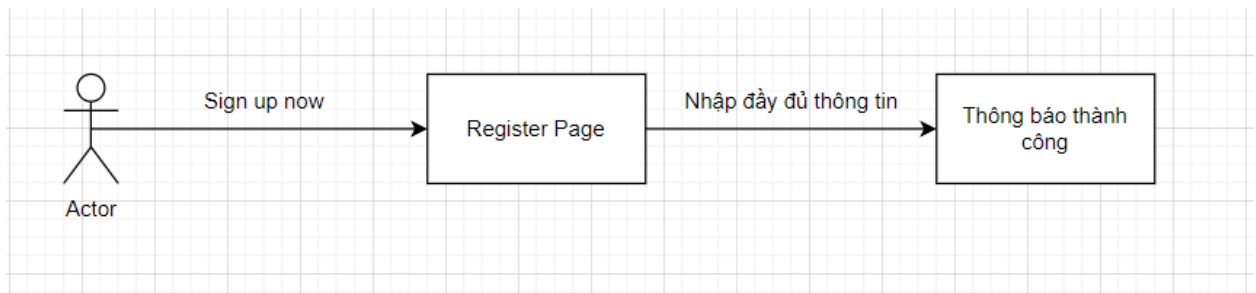 Sign up now
Register Page
Nhập đầy đủ thông tin
Thông báo thành
công
Actor